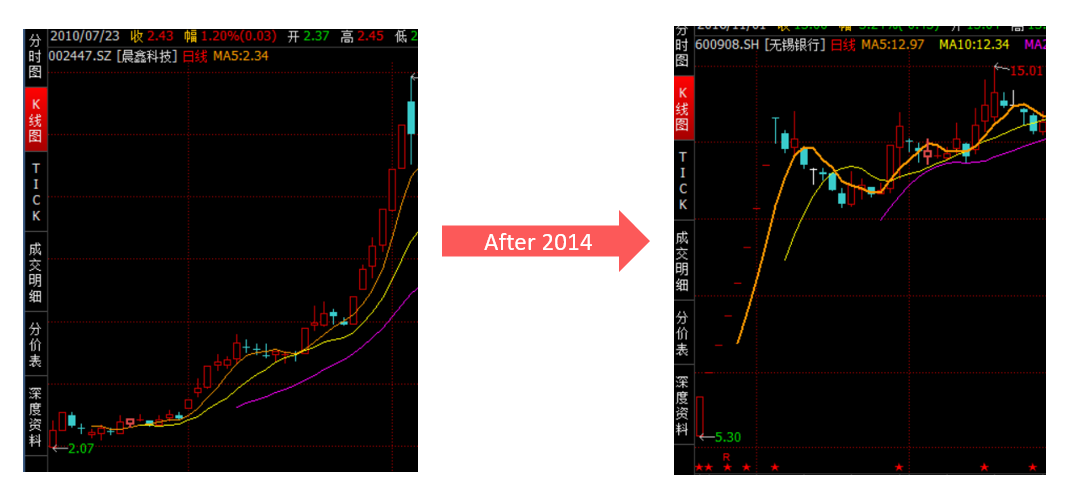 2010/07/23 收 2.43 幅 1.20%(0.03) 开 2.37 高 2.45 低 2
002447.SZ [晨鑫科技] 日线 MA5:2.34
分时图
K线图
TICK
成交明细
分价表
深度资料
2.07
After 2014
600908.SH [无锡银行] 日线 MA5:12.97 MA10:12.34 MA2
分时图
K线图
TICK
成交明细
分价表
深度资料
15.01
5.30
R